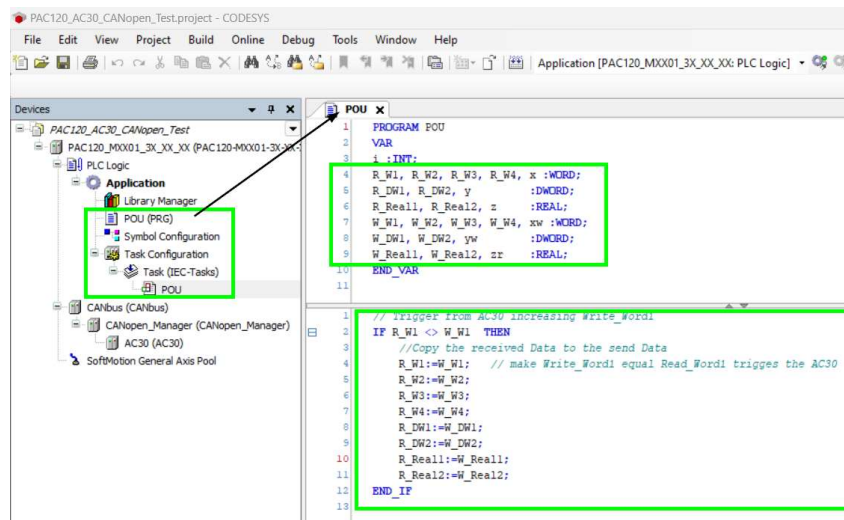 PAC120_AC30_CANopen_Test.project - CODESYS
File Edit View Project Build Online Debug Tools Window Help
Application [PAC120_MXX01_3X_XX_XX: PLC Logic]
Devices
POU
PAC120_AC30_CANopen_Test
PAC120_MXX01_3X_XX_XX (PAC120-MXX01-3X-XX-
PLC Logic
Application
Library Manager
POU (PRG)
Symbol Configuration
Task Configuration
Task (IEC-Tasks)
POU
CANbus (CANbus)
CANopen_Manager (CANopen_Manager)
AC30 (AC30)
SoftMotion General Axis Pool
1 PROGRAM POU
2 VAR
3 i :INT;
4 R_W1, R_W2, R_W3, R_W4, x :WORD;
5 R_DW1, R_DW2, y :DWORD;
6 R_Real1, R_Real2, z :REAL;
7 W_W1, W_W2, W_W3, W_W4, xw :WORD;
8 W_DW1, W_DW2, yw :DWORD;
9 W_Real1, W_Real2, zr :REAL;
10 END_VAR
11
1 // Trigger from AC30 increasing Write_Word1
2 IF R_W1 <> W_W1 THEN
3 //Copy the received Data to the send Data
4 R_W1:=W_W1; // make Write_Word1 equal Read_Word1 trigges the AC30
5 R_W2:=W_W2;
6 R_W3:=W_W3;
7 R_W4:=W_W4;
8 R_DW1:=W_DW1;
9 R_DW2:=W_DW2;
10 R_Real1:=W_Real1;
11 R_Real2:=W_Real2;
12 END_IF
13